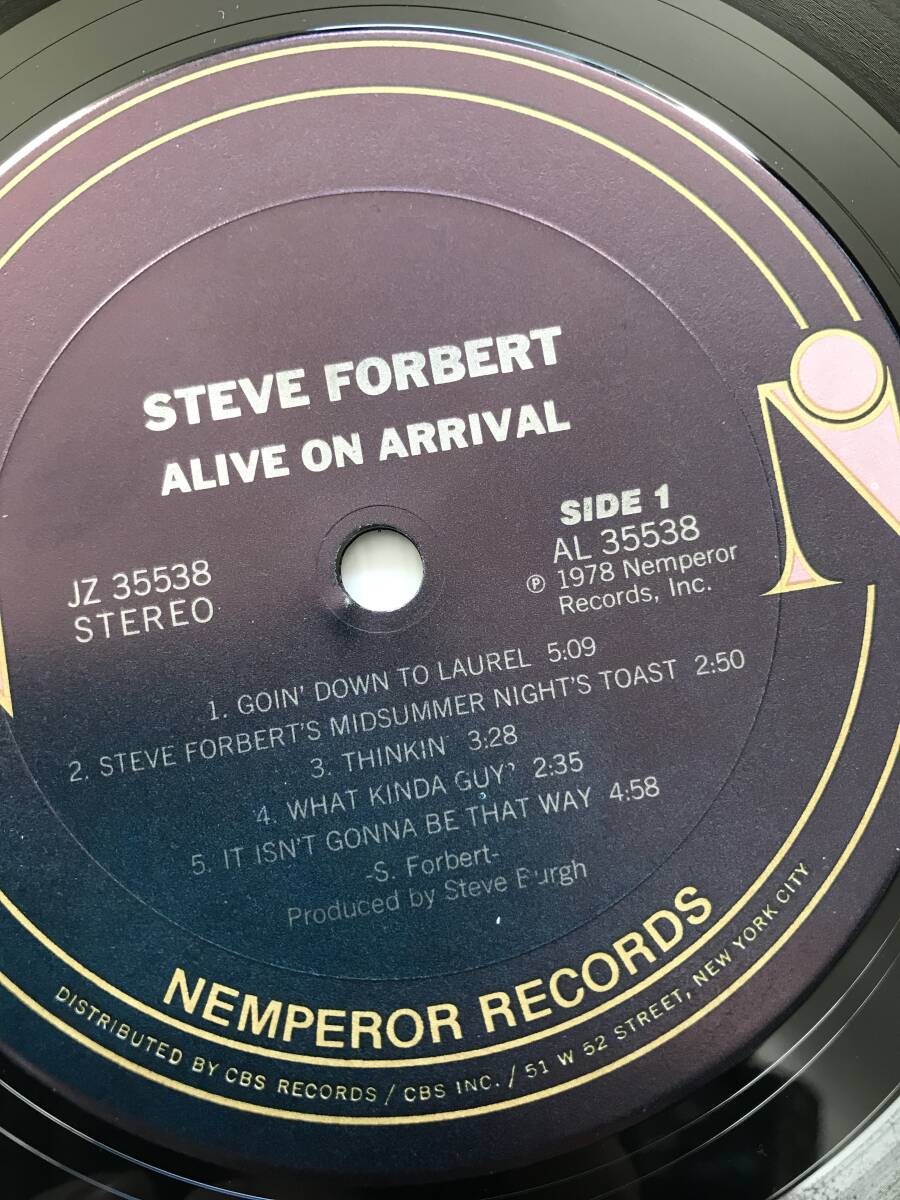 STEVE FORBERT
ALIVE ON ARRIVAL
JZ 35538
STEREO
SIDE 1
AL 35538
℗ 1978 Nemperor
Records, Inc.
1. GOIN' DOWN TO LAUREL 5:09
2. STEVE FORBERT'S MIDSUMMER NIGHT'S TOAST 2:50
3. THINKIN' 3:28
4. WHAT KINDA GUY' 2:35
5. IT ISN'T GONNA BE THAT WAY 4:58
-S. Forbert-
Produced by Steve Burgh
NEMPEROR RECORDS
DISTRIBUTED BY CBS RECORDS / CBS INC. / 51 W 52 STREET, NEW YORK CITY